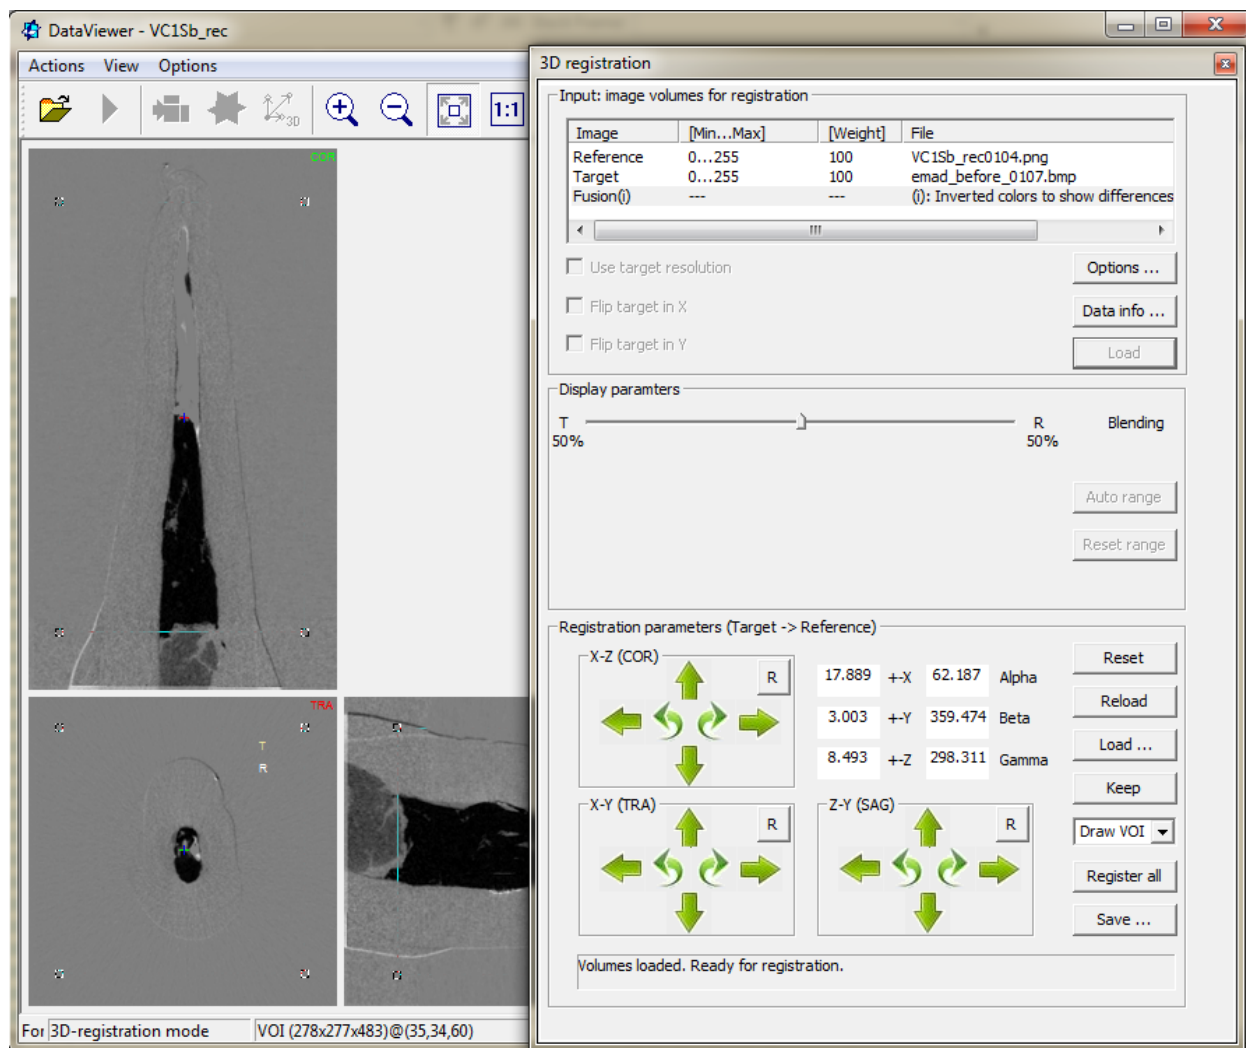 DataViewer - VC1Sb_rec
Actions View Options
3D
1:1
COR
TRA
T
R
For 3D-registration mode VOI (278x277x483)@(35,34,60)
3D registration
Input: image volumes for registration
Image [Min...Max] [Weight] File
Reference 0...255 100 VC1Sb_rec0104.png
Target 0...255 100 emad_before_0107.bmp
Fusion(i) --- --- (i): Inverted colors to show differences
Use target resolution Options ...
Flip target in X Data info ...
Flip target in Y Load
Display paramters
T R Blending
50% 50%
Auto range
Reset range
Registration parameters (Target -> Reference)
X-Z (COR) R
17.889 +-X 62.187 Alpha
3.003 +-Y 359.474 Beta
8.493 +-Z 298.311 Gamma
X-Y (TRA) R
Z-Y (SAG) R
Reset
Reload
Load ...
Keep
Draw VOI
Register all
Save ...
Volumes loaded. Ready for registration.